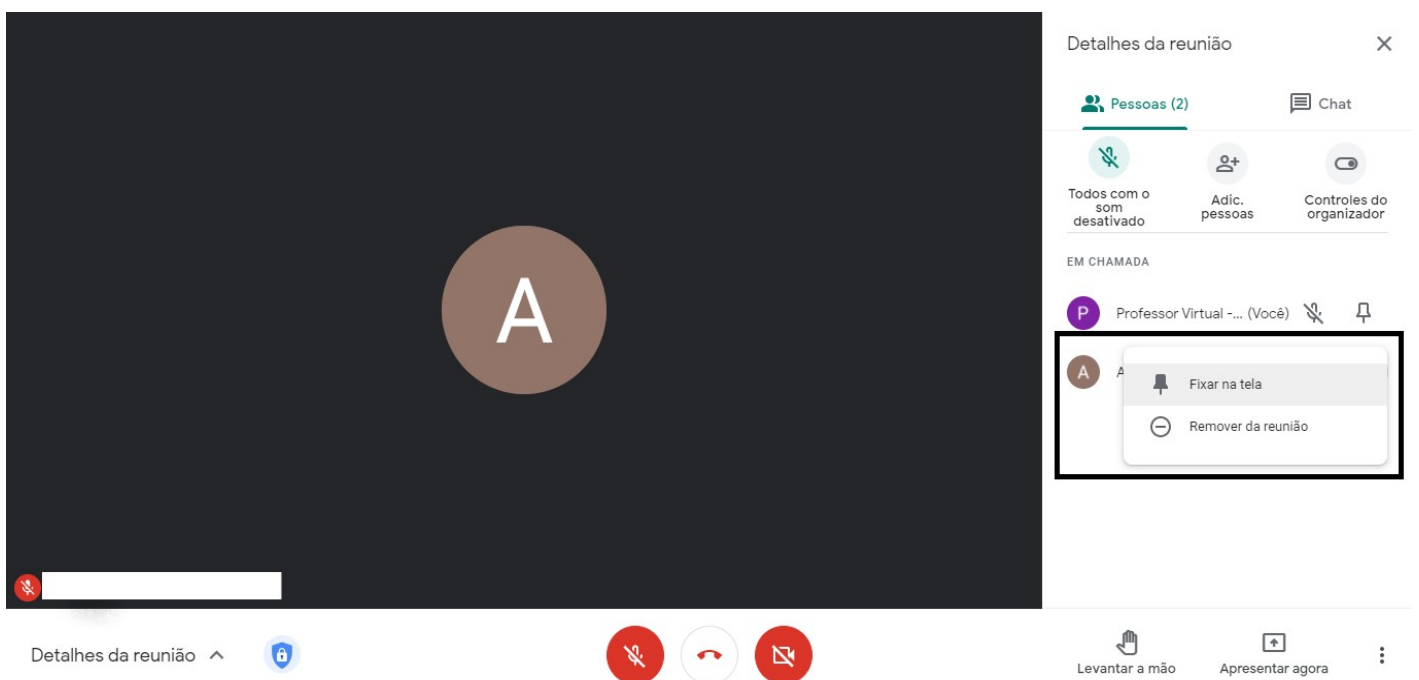 Detalhes da reunião
Pessoas (2)
Chat
Todos com o
som
desativado
Adic.
pessoas
Controles do
organizador
EM CHAMADA
P
Professor Virtual -... (Você)
A
A
Fixar na tela
Remover da reunião
A
Detalhes da reunião
Levantar a mão
Apresentar agora